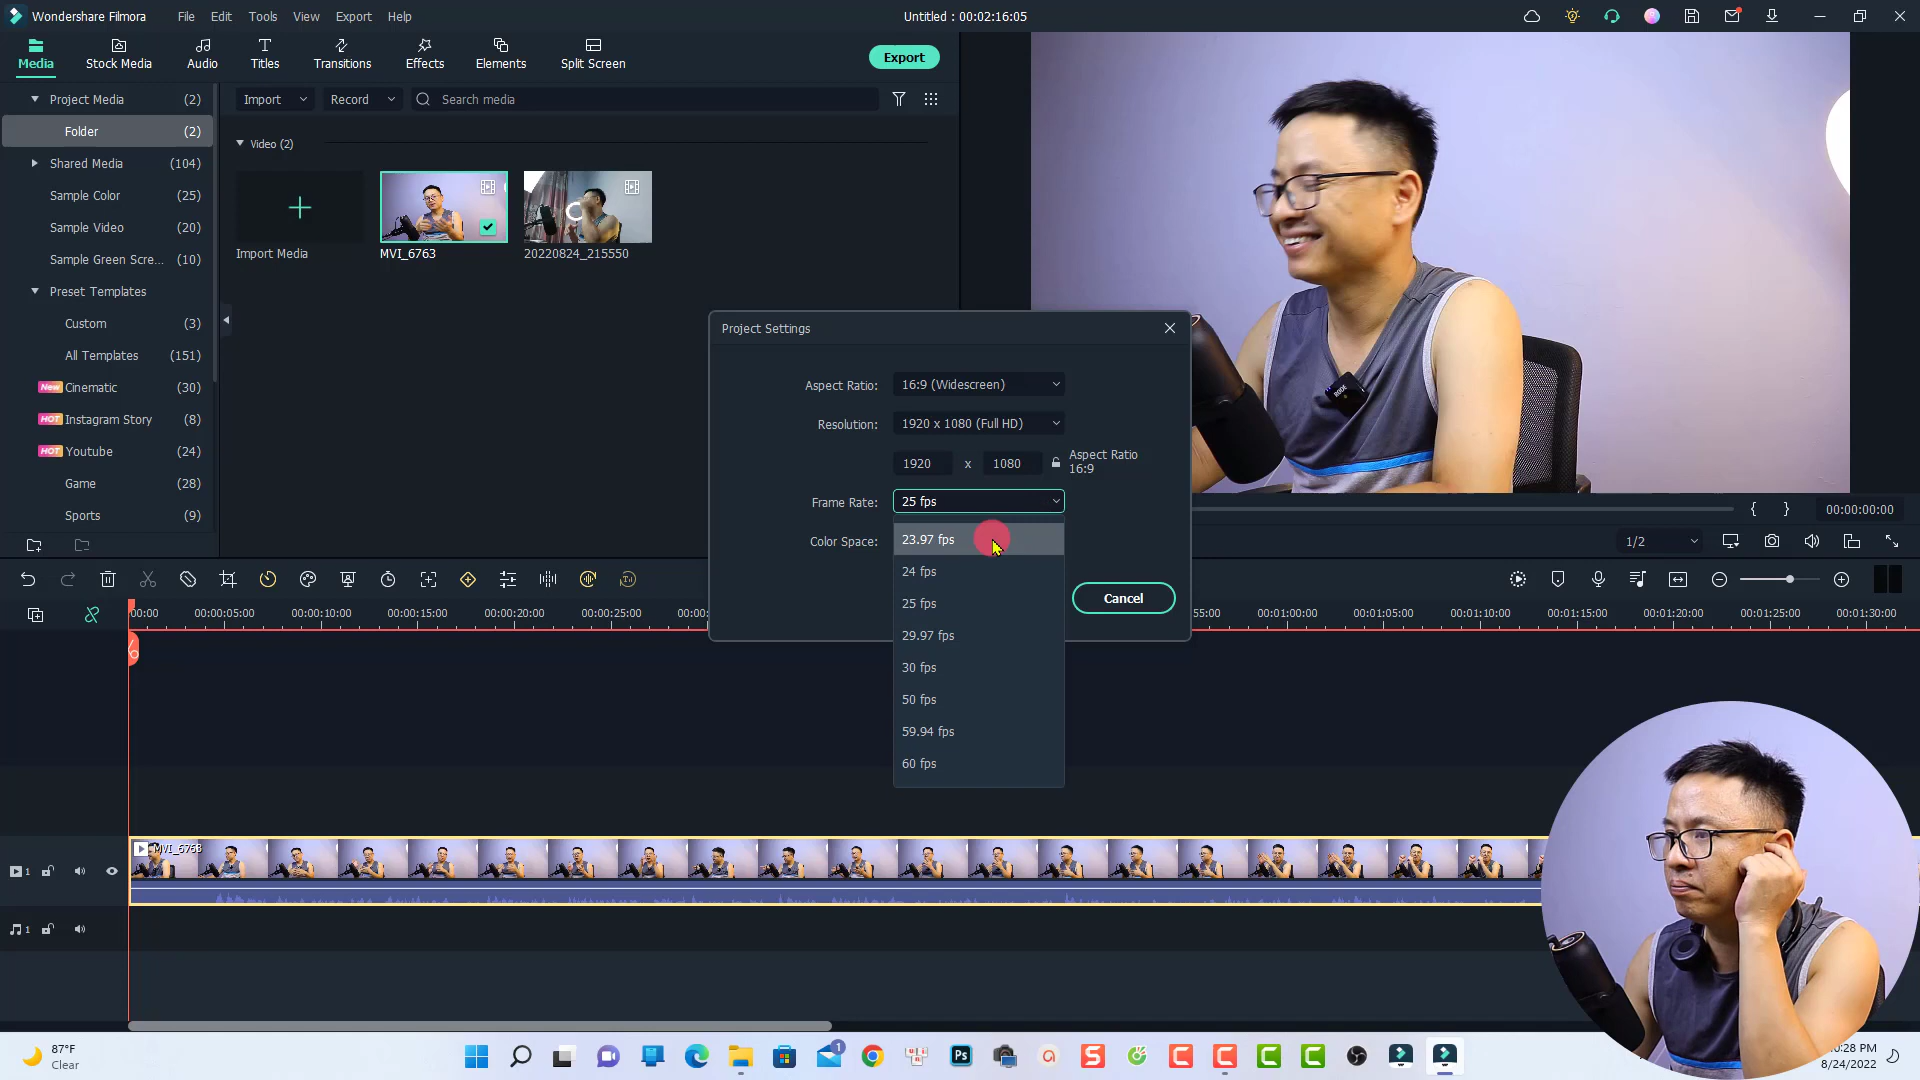 Wondershare Filmora File Edit Tools View Export Help Untitled : 00:02:16:05
Media Stock Media Audio Titles Transitions Effects Elements Split Screen Export
Project Media (2)
Folder (2)
Shared Media (104)
Sample Color (25)
Sample Video (20)
Sample Green Scre... (10)
Preset Templates
Custom (3)
All Templates (151)
New Cinematic (30)
HOT Instagram Story (8)
HOT Youtube (24)
Game (28)
Sports (9)
Import Record Search media
Video (2)
Import Media MVI_6763 20220824_215550
Project Settings
Aspect Ratio: 16:9 (Widescreen)
Resolution: 1920 x 1080 (Full HD)
1920 x 1080 Aspect Ratio
16:9
Frame Rate: 25 fps
Color Space:
23.97 fps
24 fps
25 fps
29.97 fps
30 fps
50 fps
59.94 fps
60 fps
Cancel
RODE
{ } 00:00:00:00
1/2
00:00 00:00:05:00 00:00:10:00 00:00:15:00 00:00:20:00 00:00:25:00 00:00: 55:00 00:01:00:00 00:01:05:00 00:01:10:00 00:01:15:00 00:01:20:00 00:01:25:00 00:01:30:00
MVI_6763
1
1
87°F
Clear
1
Ps
:28 PM
8/24/2022